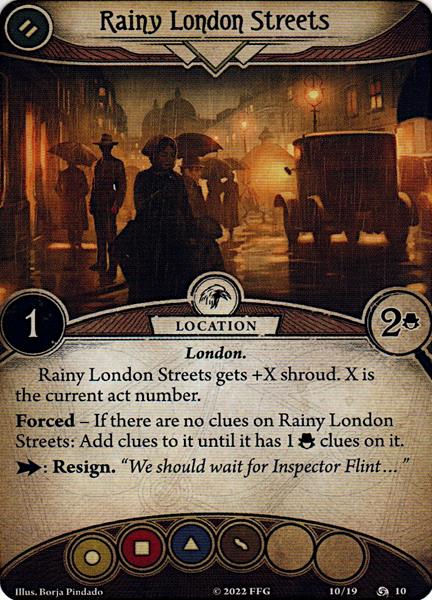 Rainy London Streets
1
LOCATION
2
London.
Rainy London Streets gets +X shroud. X is
the current act number.
Forced – If there are no clues on Rainy London
Streets: Add clues to it until it has 1 clues on it.
: Resign. “We should wait for Inspector Flint…”
Illus. Borja Pindado
© 2022 FFG
10/19
10